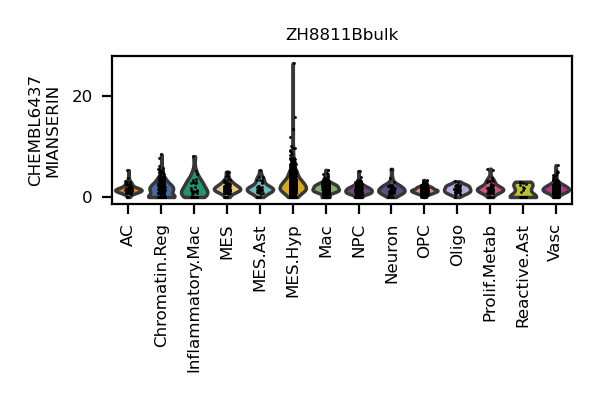 ZH8811Bbulk
CHEMBL6437
MIANSERIN
20
0
AC
Chromatin.Reg
Inflammatory.Mac
MES
MES.Ast
MES.Hyp
Mac
NPC
Neuron
OPC
Oligo
Prolif.Metab
Reactive.Ast
Vasc